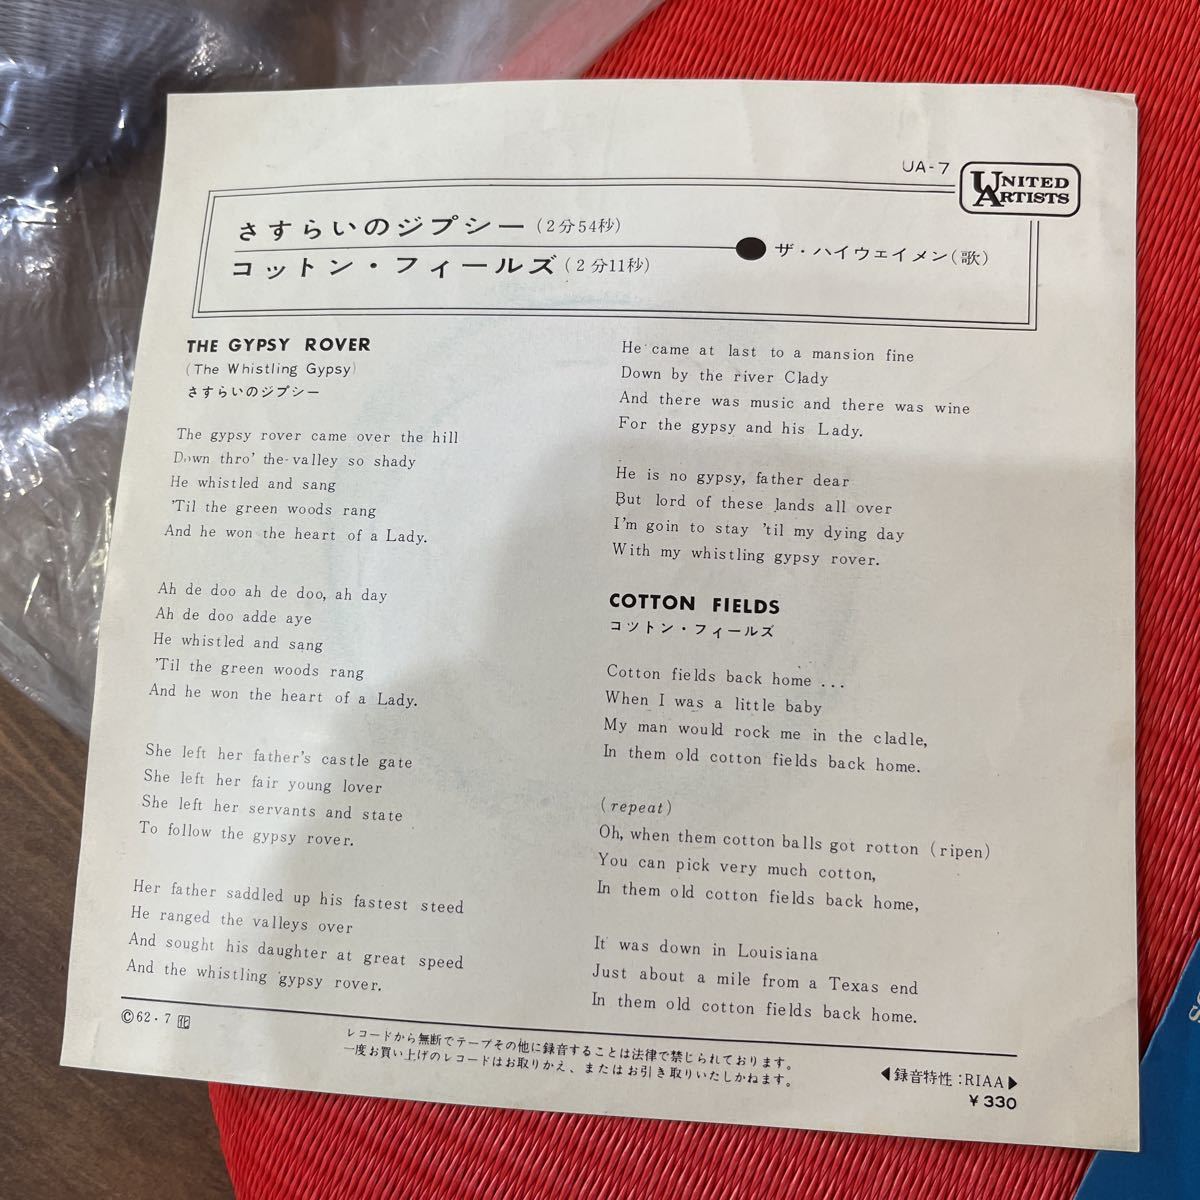 UA-7
UNITED ARTISTS
さすらいのジプシー(2分54秒)
コットン・フィールズ(2分11秒)
ザ・ハイウェイメン(歌)
THE GYPSY ROVER
(The Whistling Gypsy)
さすらいのジプシー
The gypsy rover came over the hill
Down thro' the valley so shady
He whistled and sang
'Til the green woods rang
And he won the heart of a Lady.
Ah de doo ah de doo, ah day
Ah de doo adde aye
He whistled and sang
'Til the green woods rang
And he won the heart of a Lady.
She left her father's castle gate
She left her fair young lover
She left her servants and state
To follow the gypsy rover.
Her father saddled up his fastest steed
He ranged the valleys over
And sought his daughter at great speed
And the whistling gypsy rover.
He came at last to a mansion fine
Down by the river Clady
And there was music and there was wine
For the gypsy and his Lady.
He is no gypsy, father dear
But lord of these lands all over
I'm goin to stay 'til my dying day
With my whistling gypsy rover.
COTTON FIELDS
コツトン・フィールズ
Cotton fields back home ...
When I was a little baby
My man would rock me in the cladle,
In them old cotton fields back home.
(repeat)
Oh, when them cotton balls got rotton (ripen)
You can pick very much cotton,
In them old cotton fields back home,
It was down in Louisiana
Just about a mile from a Texas end
In them old cotton fields back home.
©62・7
レコードから無断でテープその他に録音することは法律で禁じられております。
一度お買い上げのレコードはお取りかえ、またはお引き取りいたしかねます。
◀録音特性:RIAA▶
¥330